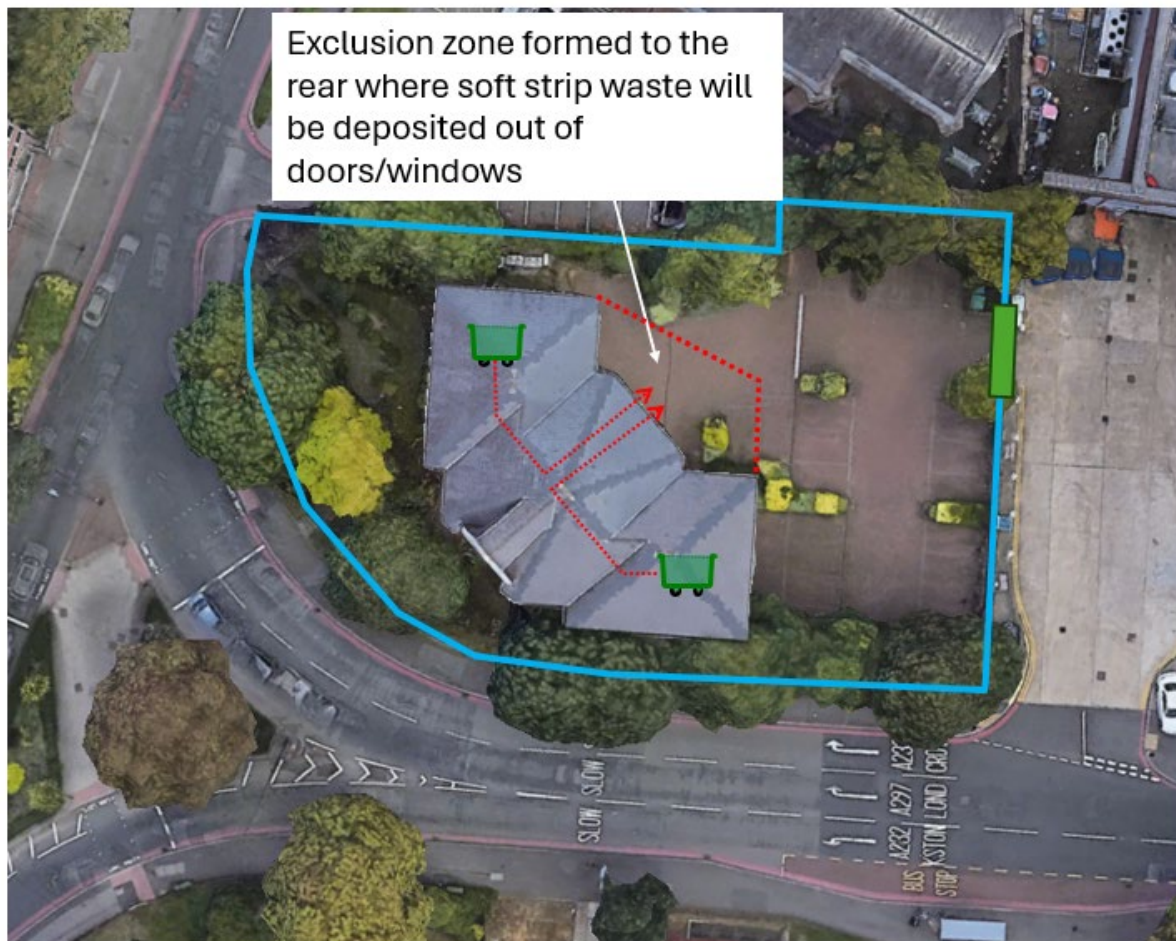 Exclusion zone formed to the
rear where soft strip waste will
be deposited out of
doors/windows
SLOW SLOW
A232 A297 A23
BUS KSTON LOND CRO
STOP